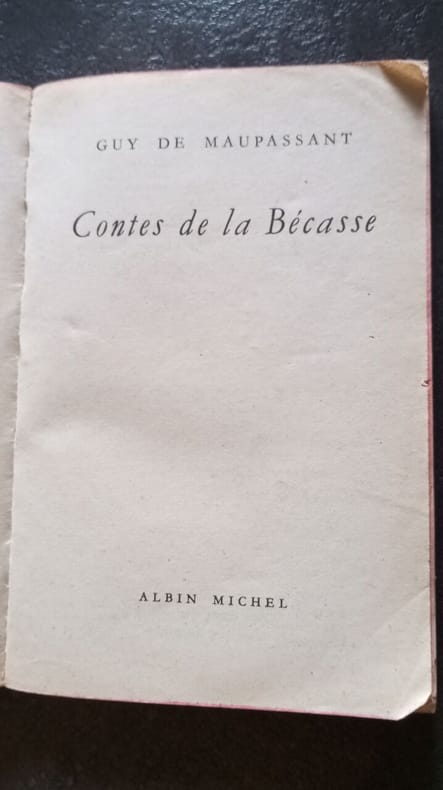 GUY DE MAUPASSANT
Contes de la Bécasse
ALBIN MICHEL